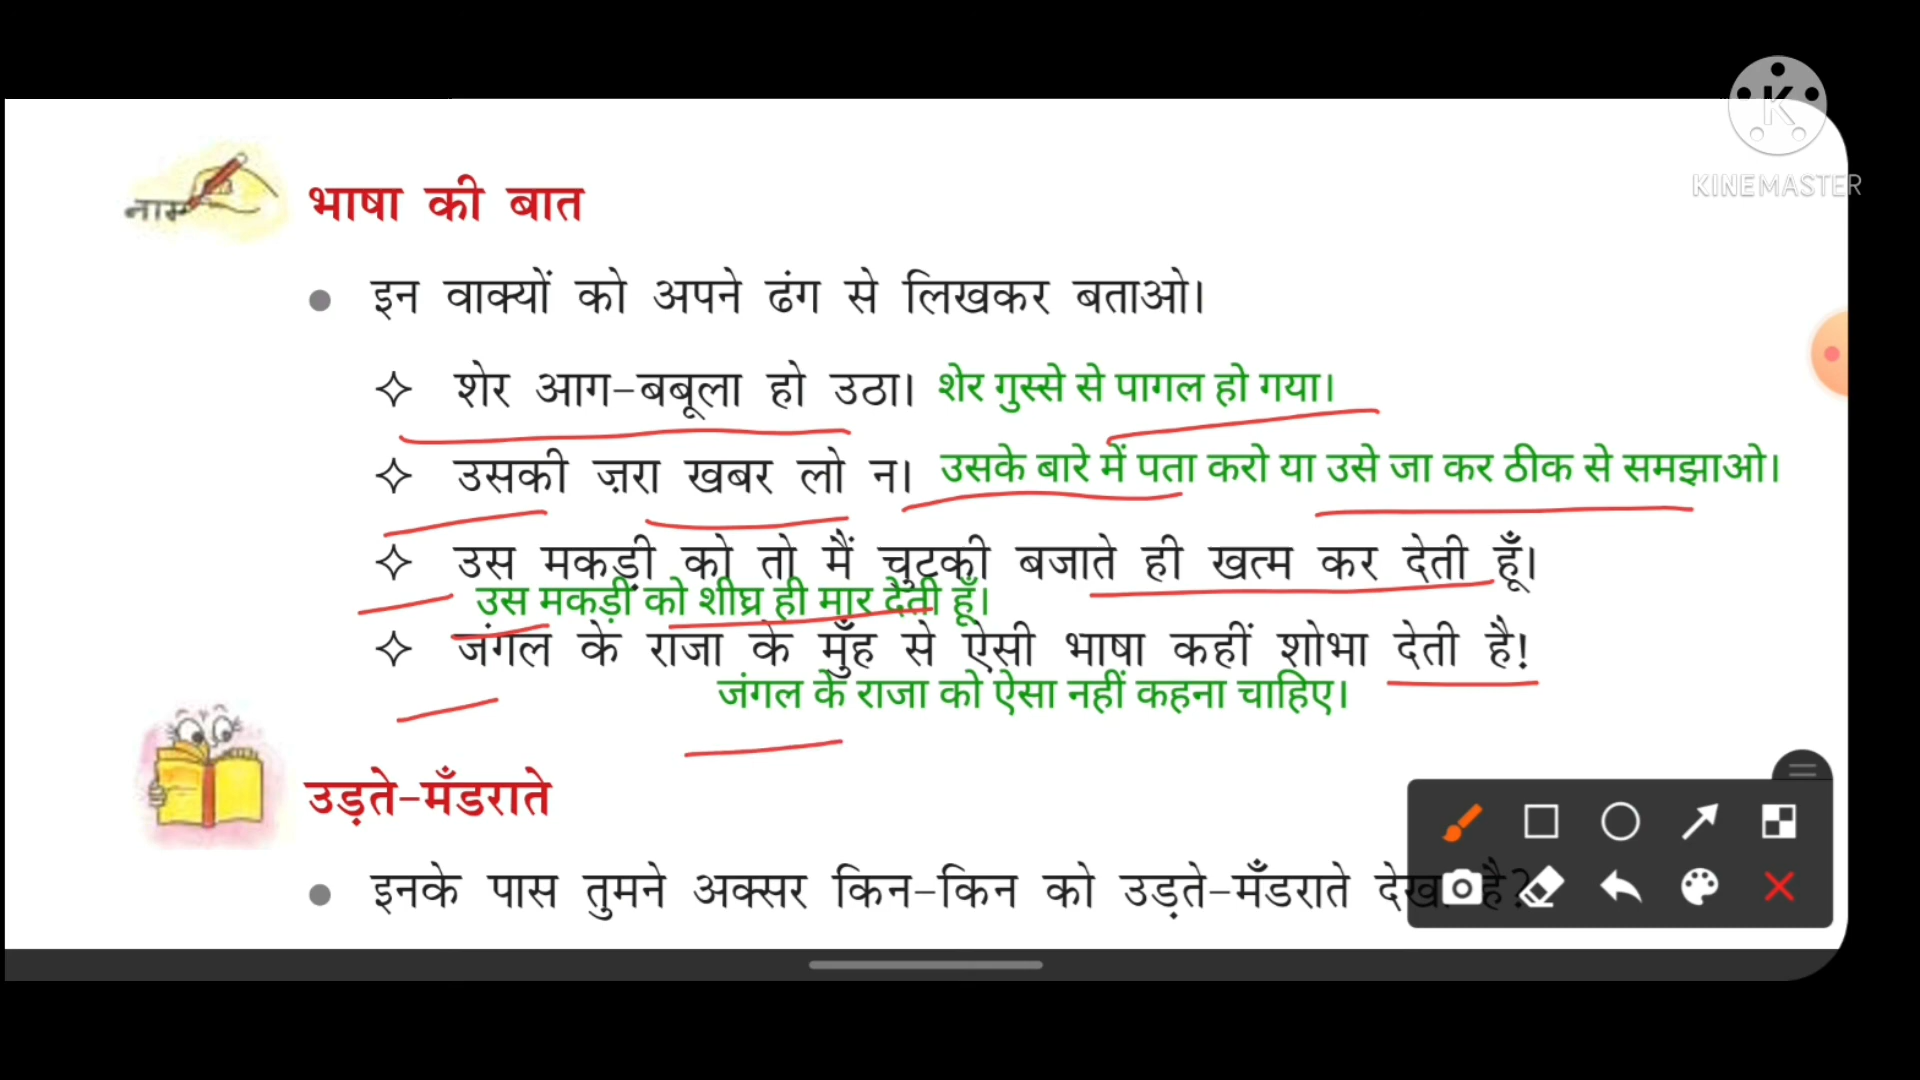 KINEMASTER
नाम
भाषा की बात
इन वाक्यों को अपने ढंग से लिखकर बताओ।
शेर आग-बबूला हो उठा। शेर गुस्से से पागल हो गया।
उसकी ज़रा खबर लो न। उसके बारे में पता करो या उसे जा कर ठीक से समझाओ।
उस मकड़ी को तो मैं चुटकी बजाते ही खत्म कर देती हूँ।
उस मकड़ी को शीघ्र ही मार देती हूँ।
जंगल के राजा के मुँह से ऐसी भाषा कहीं शोभा देती है!
जंगल के राजा को ऐसा नहीं कहना चाहिए।
उड़ते-मँडराते
इनके पास तुमने अक्सर किन-किन को उड़ते-मँडराते देखा है?